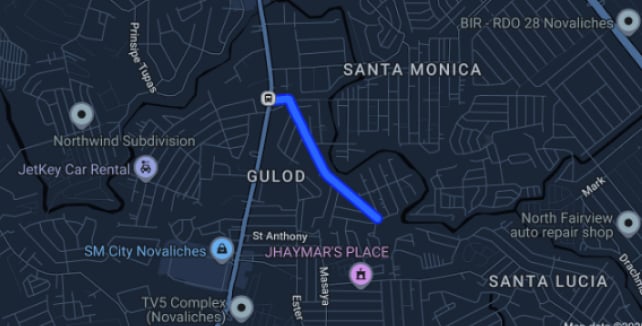 BIR - RDO 28 Novaliches
Prinsipe Tupas
SANTA MONICA
Northwind Subdivision
JetKey Car Rental
GULOD
Mark
North Fairview
auto repair shop
St Anthony
SM City Novaliches
JHAYMAR'S PLACE
Masaya
Ester
SANTA LUCIA
TV5 Complex
(Novaliches)